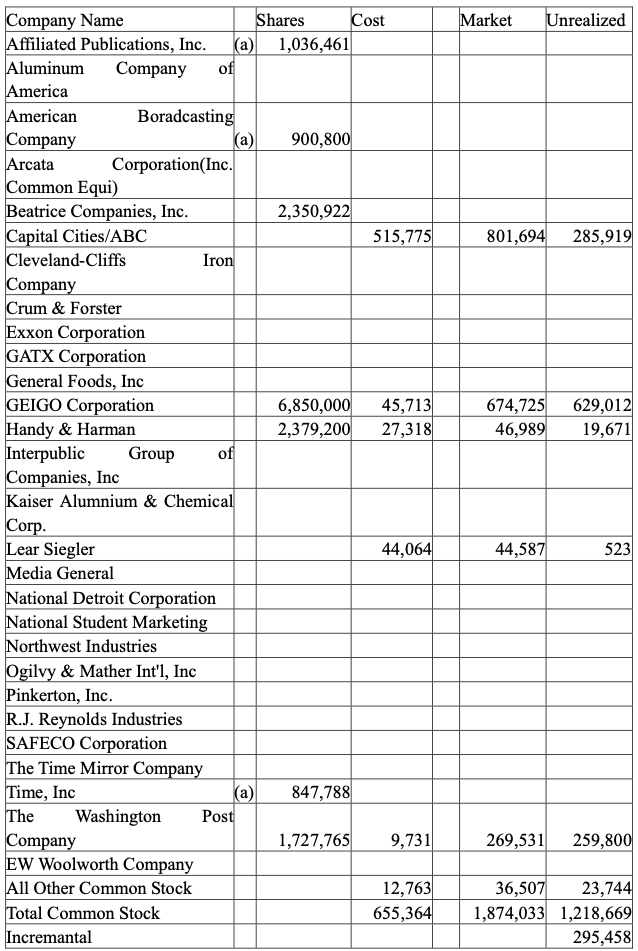 Company Name Shares Cost Market Unrealized
Affiliated Publications, Inc. (a) 1,036,461
Aluminum Company of
America
American Boradcasting
Company (a) 900,800
Arcata Corporation(Inc.
Common Equi)
Beatrice Companies, Inc. 2,350,922
Capital Cities/ABC 515,775 801,694 285,919
Cleveland-Cliffs Iron
Company
Crum & Forster
Exxon Corporation
GATX Corporation
General Foods, Inc
GEIGO Corporation 6,850,000 45,713 674,725 629,012
Handy & Harman 2,379,200 27,318 46,989 19,671
Interpublic Group of
Companies, Inc
Kaiser Alumnium & Chemical
Corp.
Lear Siegler 44,064 44,587 523
Media General
National Detroit Corporation
National Student Marketing
Northwest Industries
Ogilvy & Mather Int'l, Inc
Pinkerton, Inc.
R.J. Reynolds Industries
SAFECO Corporation
The Time Mirror Company
Time, Inc (a) 847,788
The Washington Post
Company 1,727,765 9,731 269,531 259,800
EW Woolworth Company
All Other Common Stock 12,763 36,507 23,744
Total Common Stock 655,364 1,874,033 1,218,669
Incremantal 295,458